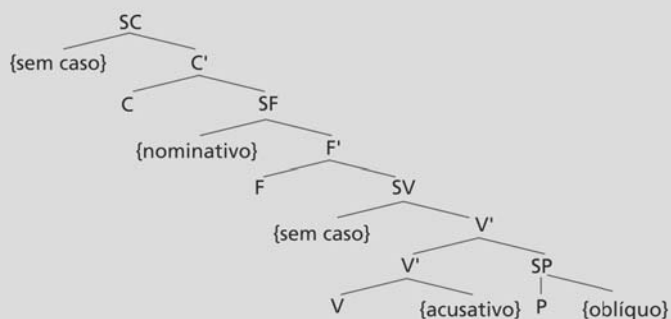 SC
{sem caso} C'
C SF
{nominativo} F'
F SV
{sem caso} V'
V' SP
V {acusativo} P {oblíquo}